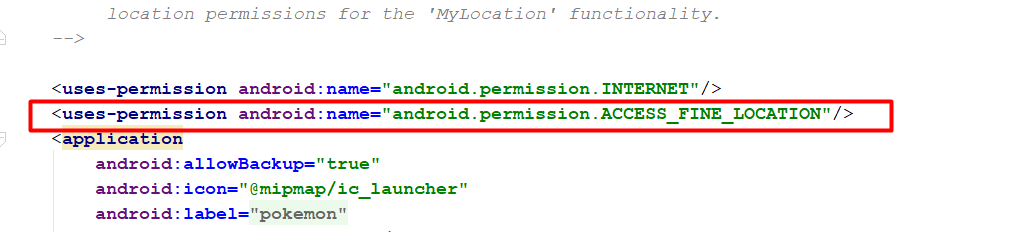 location permissions for the 'MyLocation' functionality.
-->
<uses-permission android:name="android.permission.INTERNET"/>
<uses-permission android:name="android.permission.ACCESS_FINE_LOCATION"/>
<application
android:allowBackup="true"
android:icon="@mipmap/ic_launcher"
android:label="pokemon"